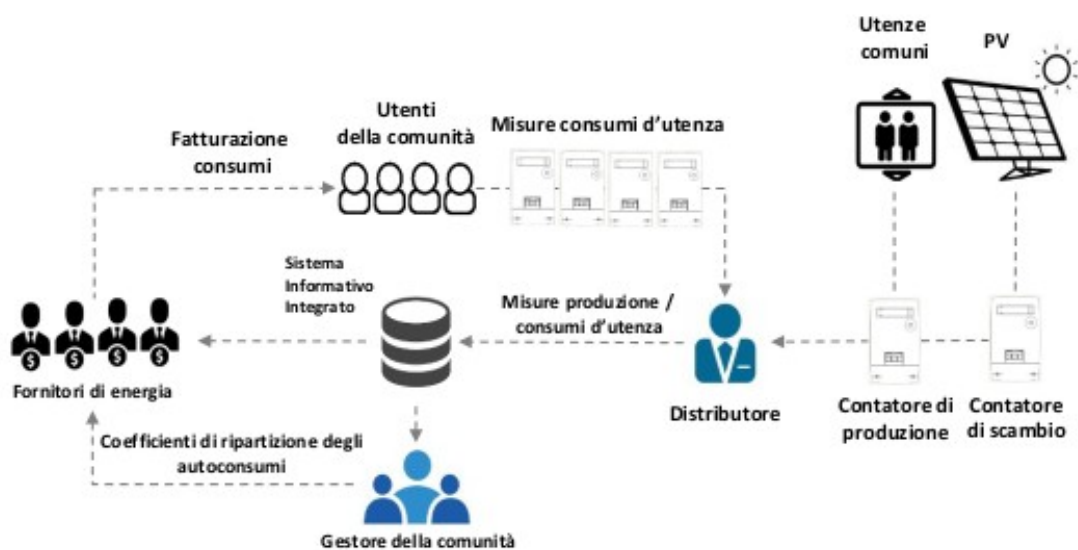 Utenze
comuni
PV
Utenti
della comunità
Misure consumi d'utenza
Fatturazione
consumi
Sistema
Informativo
Integrato
Misure produzione /
consumi d'utenza
$ $ $ $
Fornitori di energia
Distributore
Contatore di
produzione
Contatore
di scambio
Coefficienti di ripartizione degli
autoconsumi
Gestore della comunità